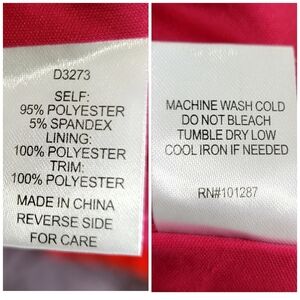 D3273
SELF:
95% POLYESTER
5% SPANDEX
LINING:
100% POLYESTER
TRIM:
100% POLYESTER
MADE IN CHINA
REVERSE SIDE
FOR CARE
MACHINE WASH COLD
DO NOT BLEACH
TUMBLE DRY LOW
COOL IRON IF NEEDED
RN#101287